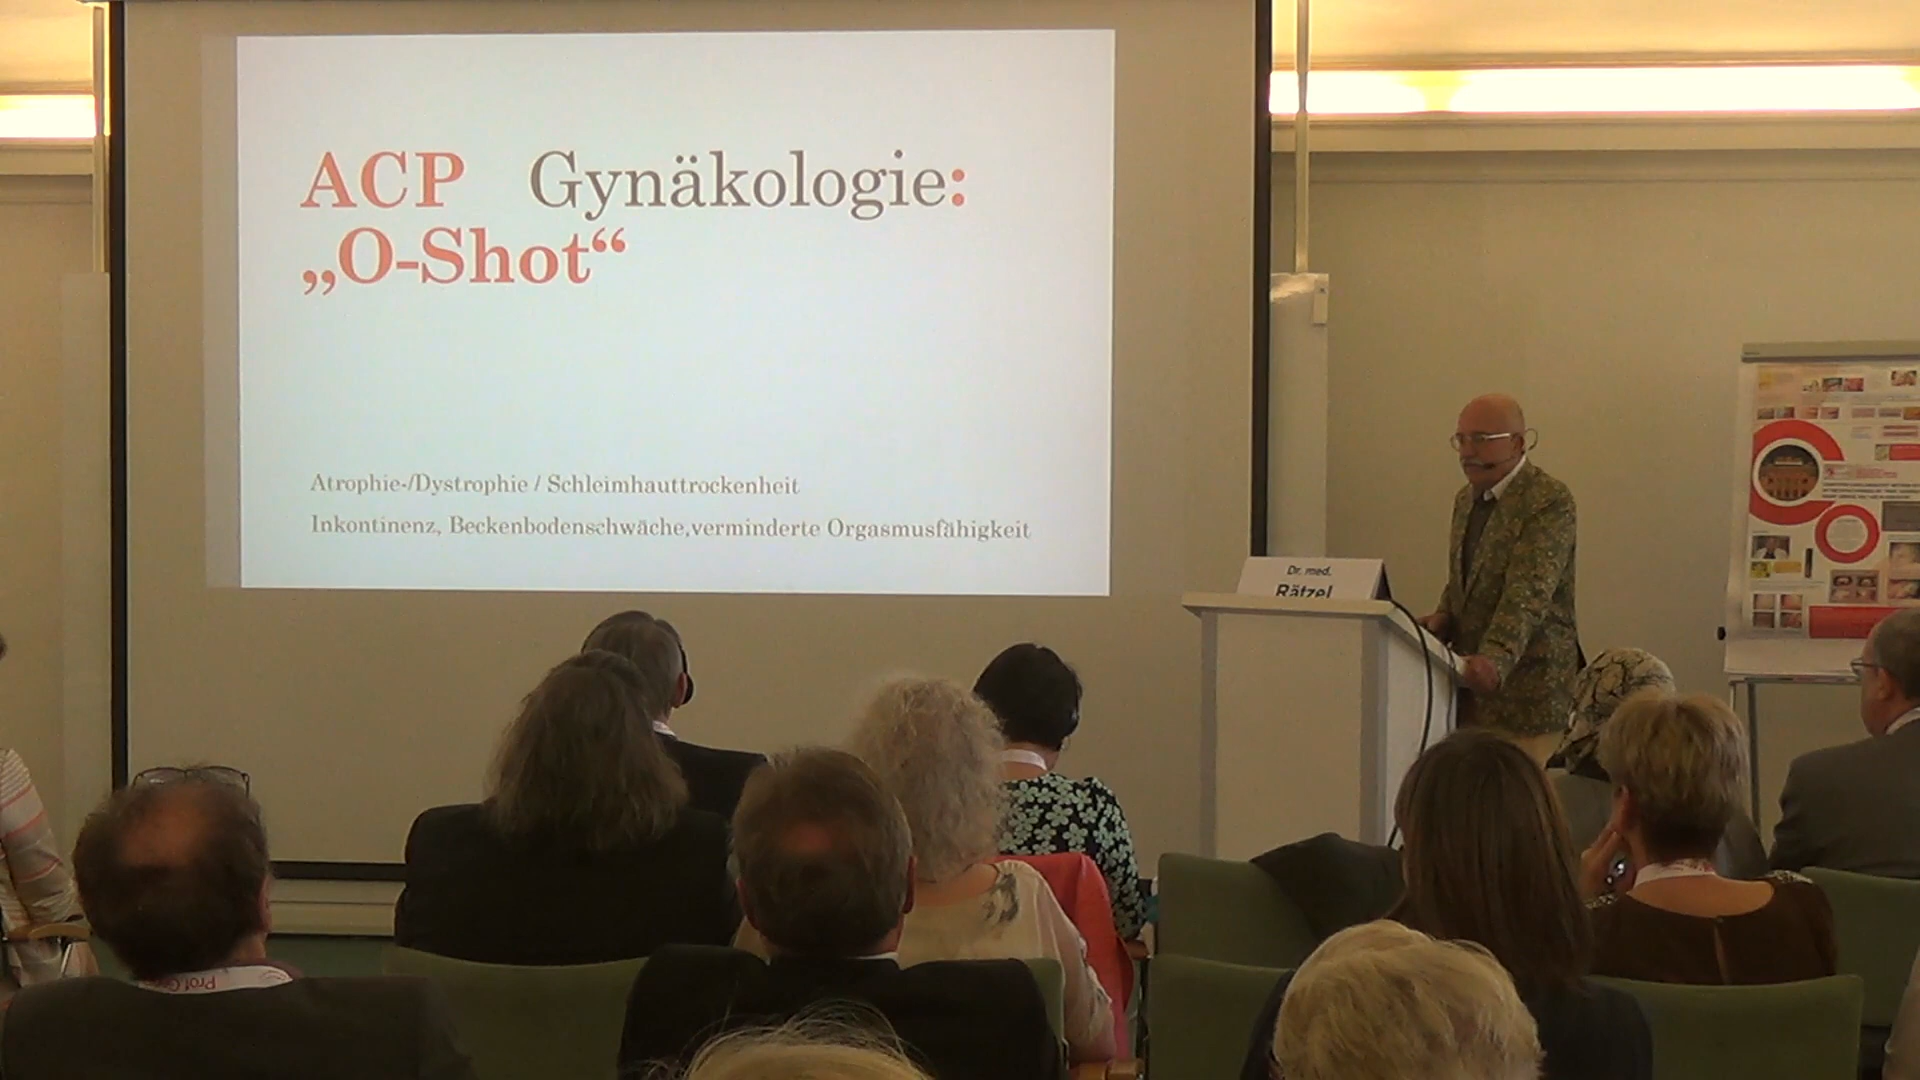 ACP Gynäkologie:
„O-Shot“
Atrophie-/Dystrophie / Schleimhauttrockenheit
Inkontinenz, Beckenbodenschwäche,verminderte Orgasmusfähigkeit
Dr. med.
Rätzel